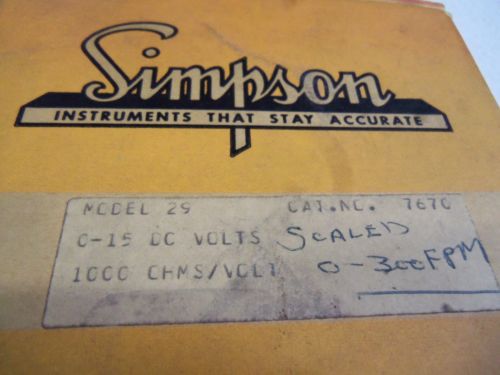 Simpson
INSTRUMENTS THAT STAY ACCURATE
MODEL 29 CAT.NO. 7670
0-15 DC VOLTS SCALED
1000 OHMS/VOLT 0-300FPM